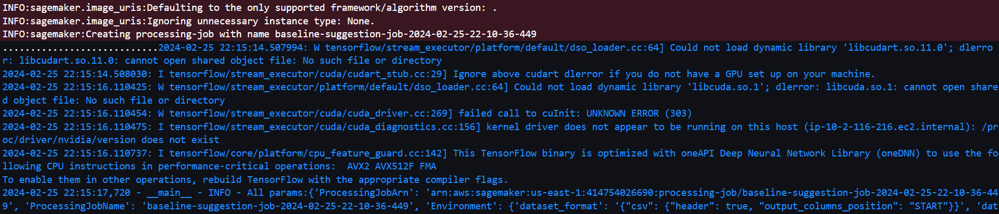 INFO:sagemaker.image_uris:Defaulting to the only supported framework/algorithm version: .
INFO:sagemaker.image_uris:Ignoring unnecessary instance type: None.
INFO:sagemaker:Creating processing-job with name baseline-suggestion-job-2024-02-25-22-10-36-449
............................2024-02-25 22:15:14.507994: W tensorflow/stream_executor/platform/default/dso_loader.cc:64] Could not load dynamic library 'libcudart.so.11.0'; dlerro
r: libcudart.so.11.0: cannot open shared object file: No such file or directory
2024-02-25 22:15:14.508030: I tensorflow/stream_executor/cuda/cudart_stub.cc:29] Ignore above cudart dlerror if you do not have a GPU set up on your machine.
2024-02-25 22:15:16.110425: W tensorflow/stream_executor/platform/default/dso_loader.cc:64] Could not load dynamic library 'libcuda.so.1'; dlerror: libcuda.so.1: cannot open share
d object file: No such file or directory
2024-02-25 22:15:16.110454: W tensorflow/stream_executor/cuda/cuda_driver.cc:269] failed call to cuInit: UNKNOWN ERROR (303)
2024-02-25 22:15:16.110475: I tensorflow/stream_executor/cuda/cuda_diagnostics.cc:156] kernel driver does not appear to be running on this host (ip-10-2-116-216.ec2.internal): /pr
oc/driver/nvidia/version does not exist
2024-02-25 22:15:16.110737: I tensorflow/core/platform/cpu_feature_guard.cc:142] This TensorFlow binary is optimized with oneAPI Deep Neural Network Library (oneDNN) to use the fo
llowing CPU instructions in performance-critical operations:  AVX2 AVX512F FMA
To enable them in other operations, rebuild TensorFlow with the appropriate compiler flags.
2024-02-25 22:15:17,720 - __main__ - INFO - All params:{'ProcessingJobArn': 'arn:aws:sagemaker:us-east-1:414754026690:processing-job/baseline-suggestion-job-2024-02-25-22-10-36-44
9', 'ProcessingJobName': 'baseline-suggestion-job-2024-02-25-22-10-36-449', 'Environment': {'dataset_format': '{"csv": {"header": true, "output_columns_position": "START"}}', 'dat